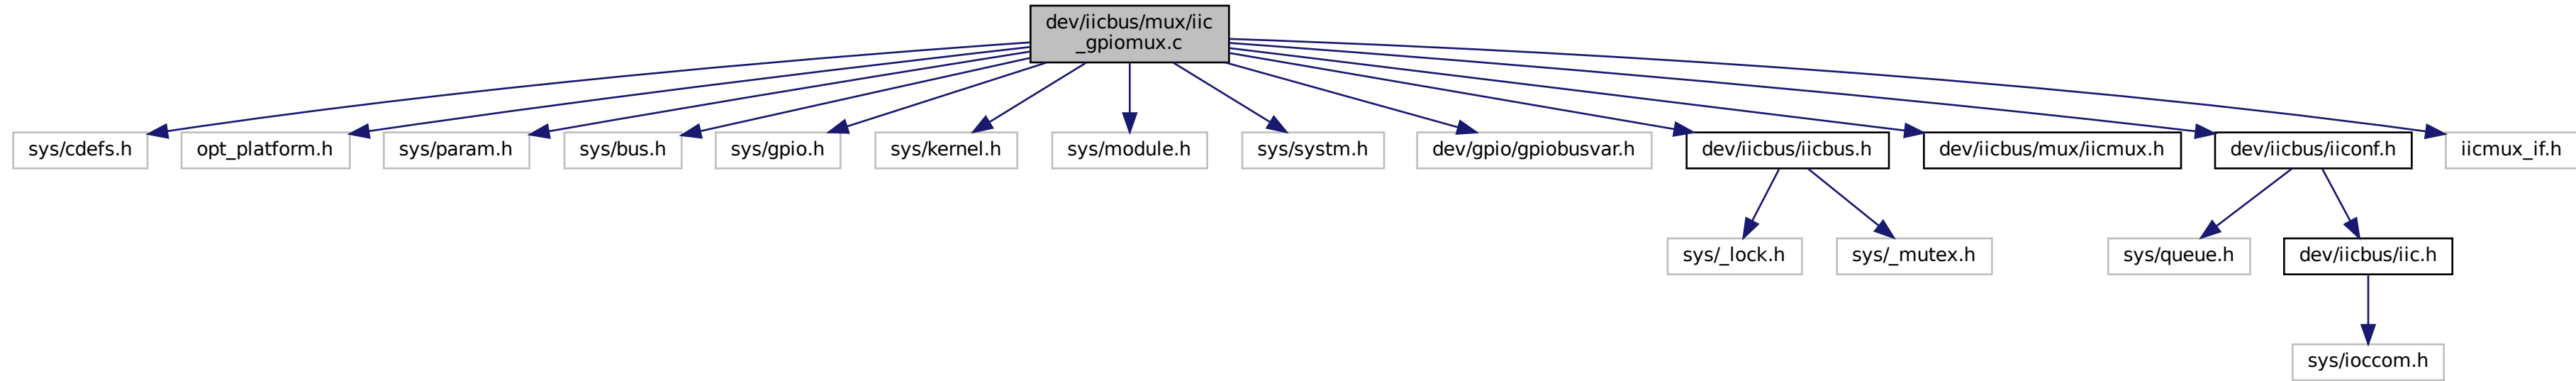 dev/iicbus/mux/iic
_gpiomux.c
sys/cdefs.h
opt_platform.h
sys/param.h
sys/bus.h
sys/gpio.h
sys/kernel.h
sys/module.h
sys/systm.h
dev/gpio/gpiobusvar.h
dev/iicbus/iicbus.h
dev/iicbus/mux/iicmux.h
dev/iicbus/iiconf.h
iicmux_if.h
sys/_lock.h
sys/_mutex.h
sys/queue.h
dev/iicbus/iic.h
sys/ioccom.h